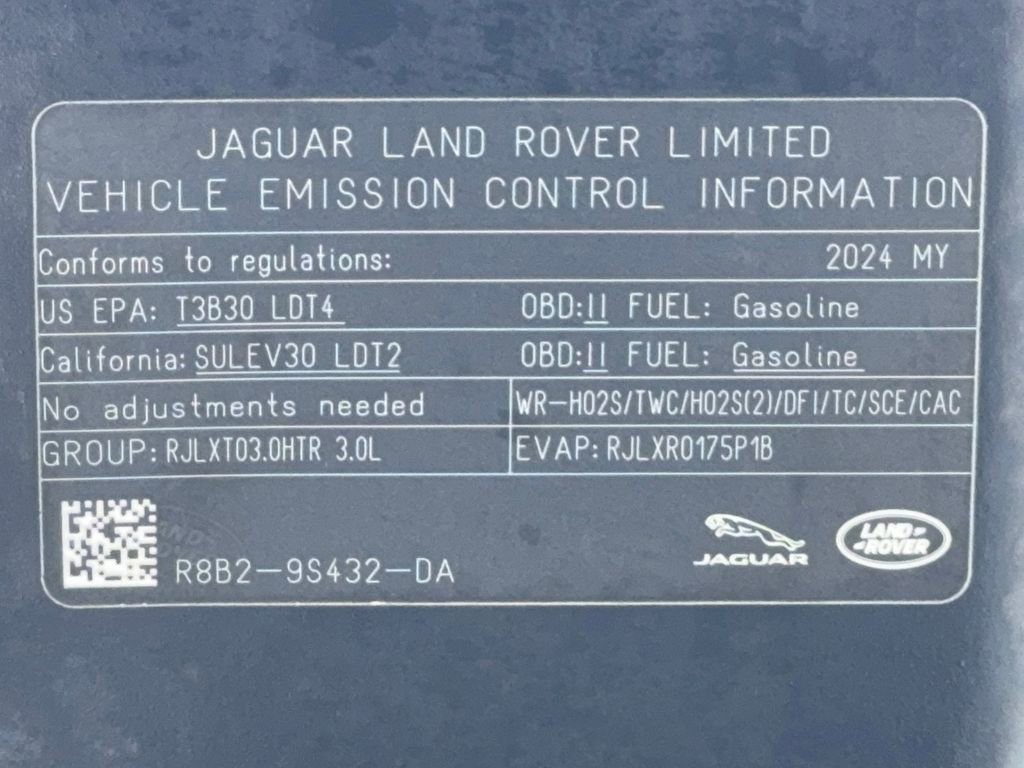 JAGUAR LAND ROVER LIMITED
VEHICLE EMISSION CONTROL INFORMATION
Conforms to regulations: 2024 MY
US EPA: T3B30 LDT4 OBD:II FUEL: Gasoline
California: SULEV30 LDT2 OBD:II FUEL: Gasoline
No adjustments needed WR-HO2S/TWC/HO2S(2)/DFI/TC/SCE/CAC
GROUP: RJLXT03.0HTR 3.0L EVAP: RJLXR0175P1B
R8B2-9S432-DA
JAGUAR
LAND
ROVER